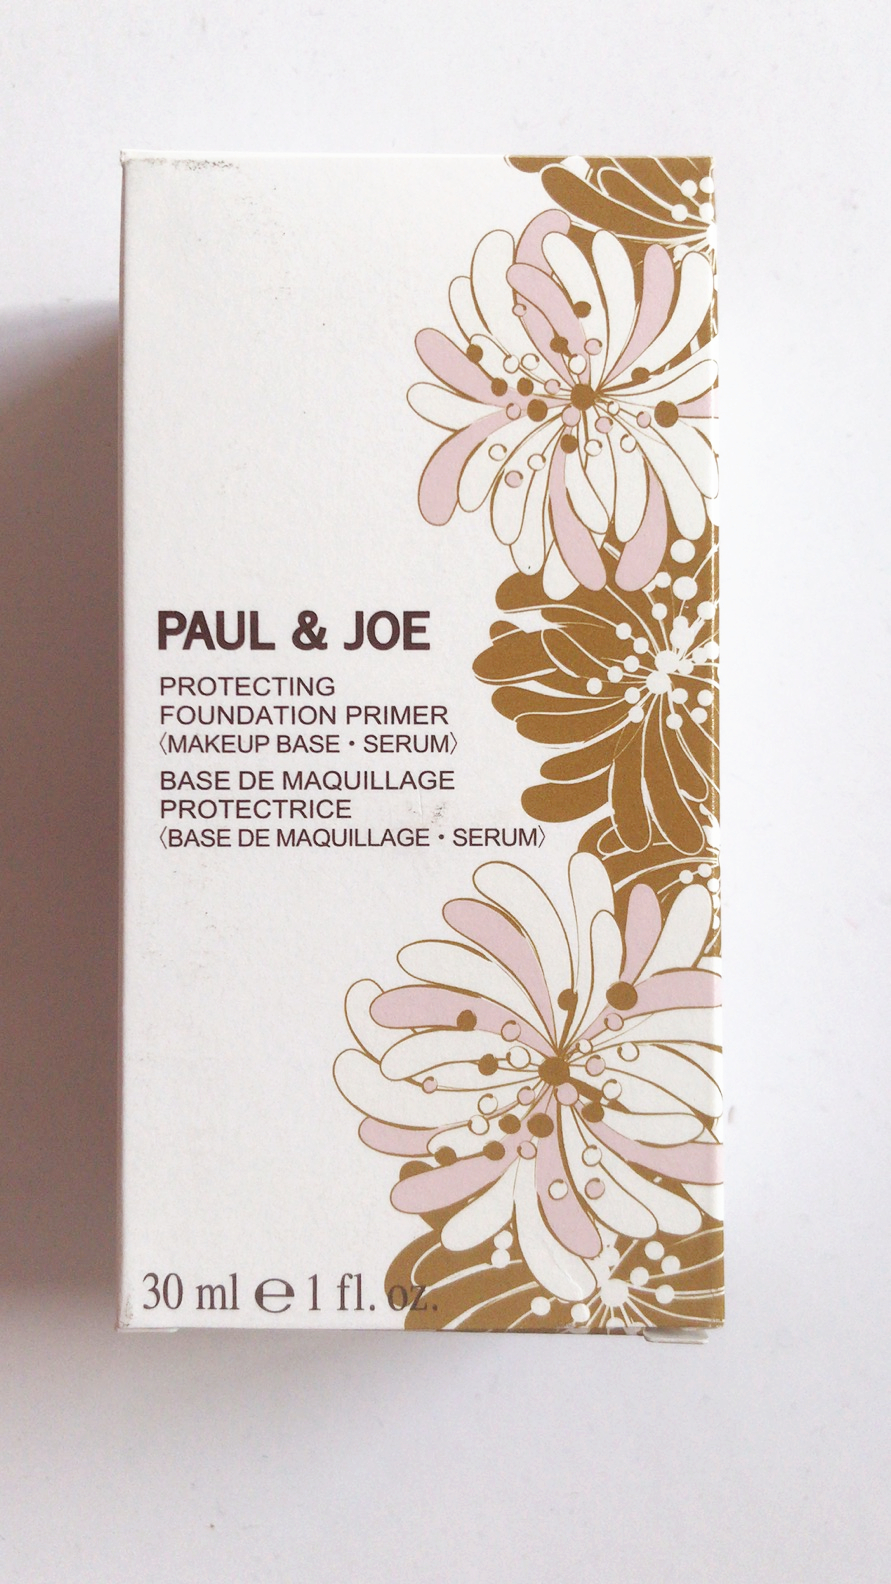 PAUL & JOE
PROTECTING
FOUNDATION PRIMER
〈MAKEUP BASE・SERUM〉
BASE DE MAQUILLAGE
PROTECTRICE
〈BASE DE MAQUILLAGE・SERUM〉
30 ml ℮ 1 fl. oz.